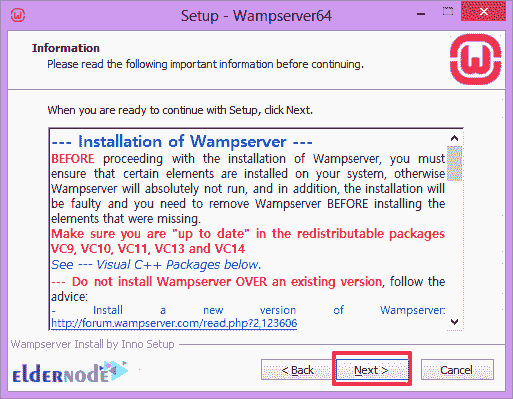 Setup - Wampserver64
Information
Please read the following important information before continuing.
When you are ready to continue with Setup, click Next.
--- Installation of Wampserver ---
BEFORE proceeding with the installation of Wampserver, you must
ensure that certain elements are installed on your system, otherwise
Wampserver will absolutely not run, and in addition, the installation will
be faulty and you need to remove Wampserver BEFORE installing the
elements that were missing.
Make sure you are "up to date" in the redistributable packages
VC9, VC10, VC11, VC13 and VC14
See --- Visual C++ Packages below.
--- Do not install Wampserver OVER an existing version, follow the
advice:
- Install a new version of Wampserver:
http://forum.wampserver.com/read.php?2,123606
Wampserver Install by Inno Setup
eldernode
< Back
Next >
Cancel